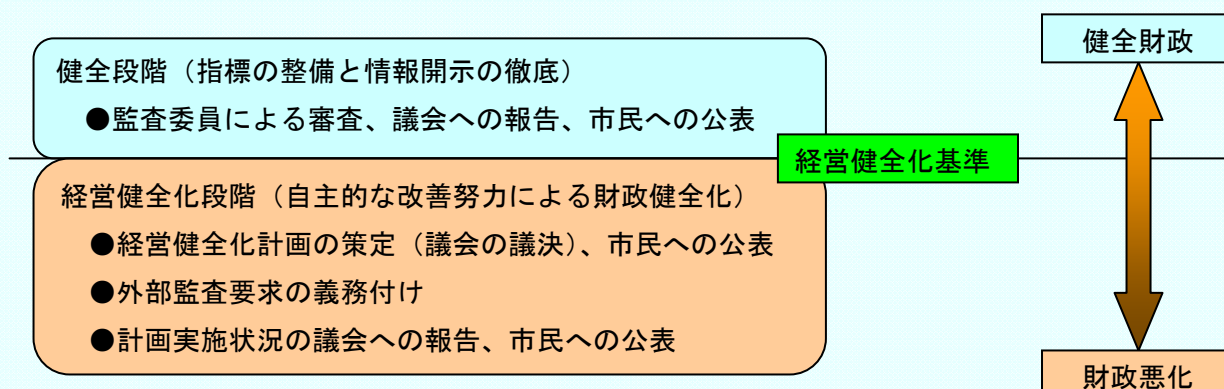 健全財政
健全段階（指標の整備と情報開示の徹底）
●監査委員による審査、議会への報告、市民への公表
経営健全化基準
経営健全化段階（自主的な改善努力による財政健全化）
●経営健全化計画の策定（議会の議決）、市民への公表
●外部監査要求の義務付け
●計画実施状況の議会への報告、市民への公表
財政悪化